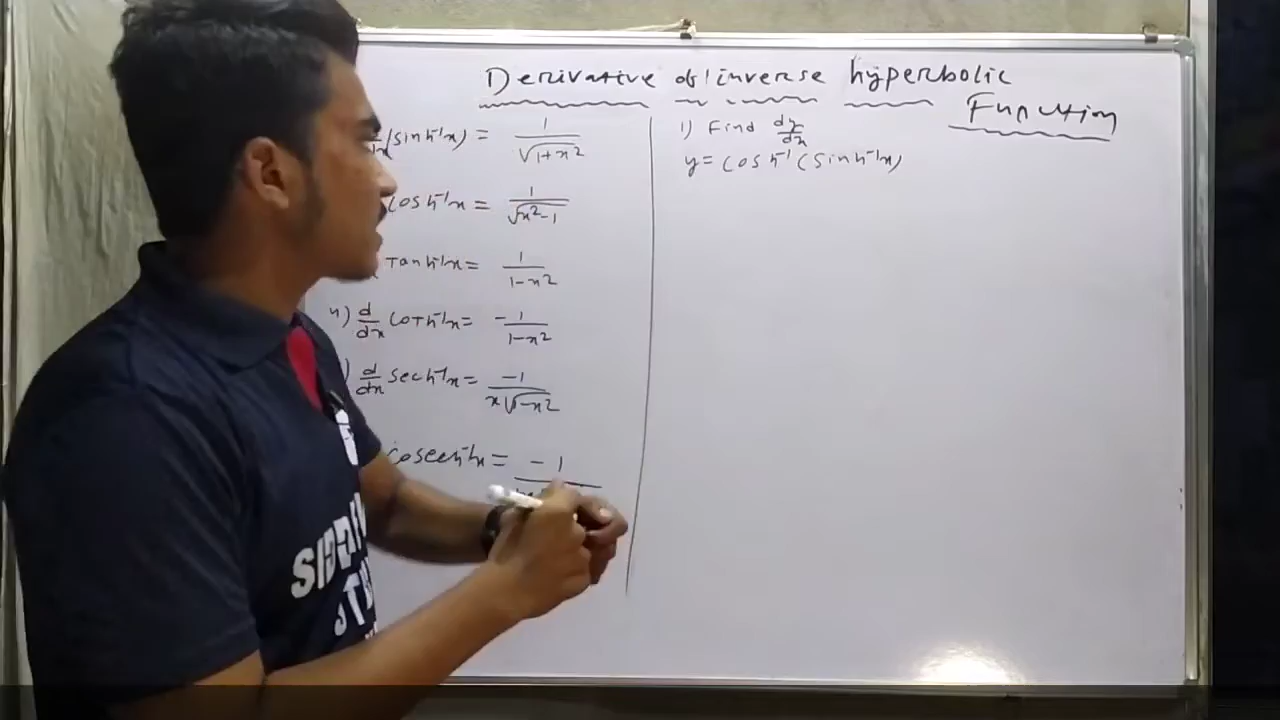 Derivative of inverse hyperbolic
Function
(sinh⁻¹x) = 1/√1+x²
cosh⁻¹x = 1/√x²-1
Tanh⁻¹x = 1/1-x²
4) d/dx coth⁻¹x = -1/1-x²
) d/dx sech⁻¹x = -1/x√1-x²
cosech⁻¹x = -1
1) Find dy/dx
y = cosh⁻¹(sinh⁻¹x)